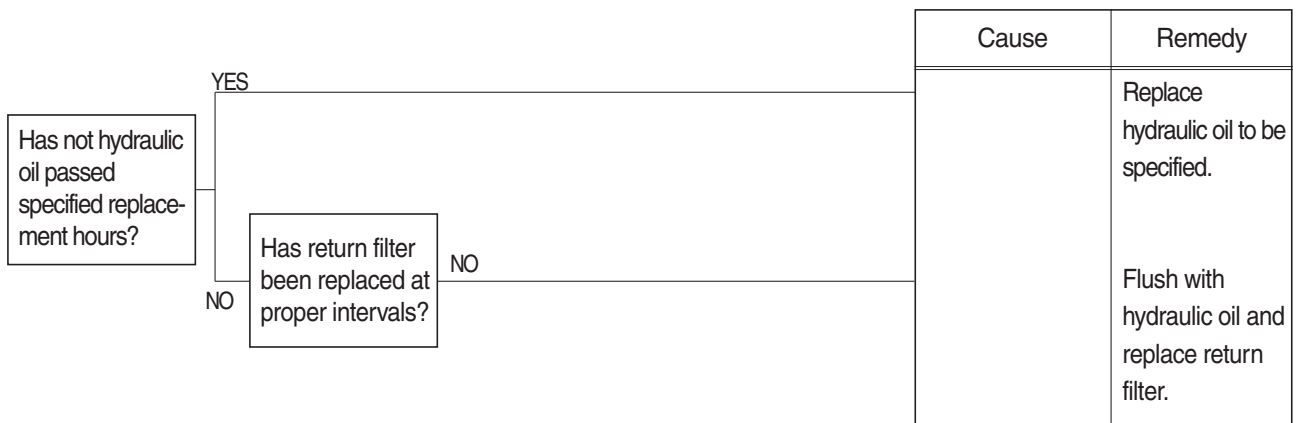 Cause
Remedy
YES
Replace
hydraulic oil to be
specified.
Has not hydraulic
oil passed
specified replace-
ment hours?
NO
Has return filter
been replaced at
proper intervals?
NO
Flush with
hydraulic oil and
replace return
filter.